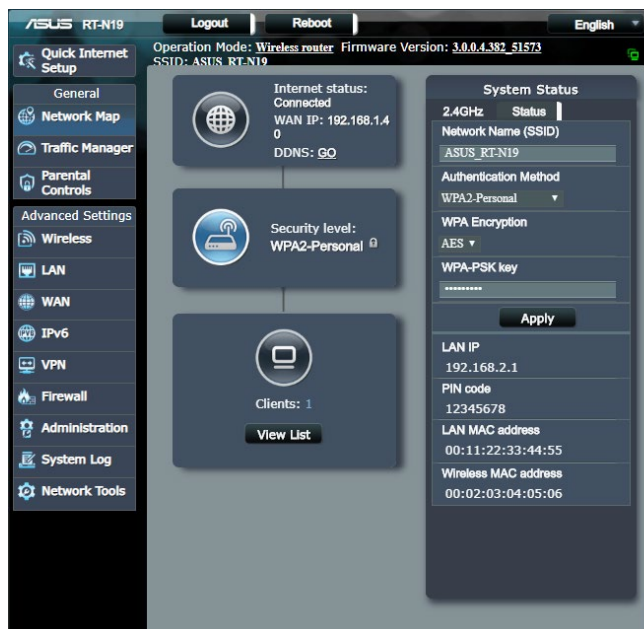 ASUS RT-N19
Logout
Reboot
English
Operation Mode: Wireless router Firmware Version: 3.0.0.4.382_51573
SSID: ASUS_RT-N19
Quick Internet
Setup
General
Network Map
Traffic Manager
Parental
Controls
Advanced Settings
Wireless
LAN
WAN
IPv6
VPN
Firewall
Administration
System Log
Network Tools
Internet status:
Connected
WAN IP: 192.168.1.4
0
DDNS: GO
Security level:
WPA2-Personal
Clients: 1
View List
System Status
2.4GHz Status
Network Name (SSID)
ASUS_RT-N19
Authentication Method
WPA2-Personal
WPA Encryption
AES
WPA-PSK key
•••••••••
Apply
LAN IP
192.168.2.1
PIN code
12345678
LAN MAC address
00:11:22:33:44:55
Wireless MAC address
00:02:03:04:05:06